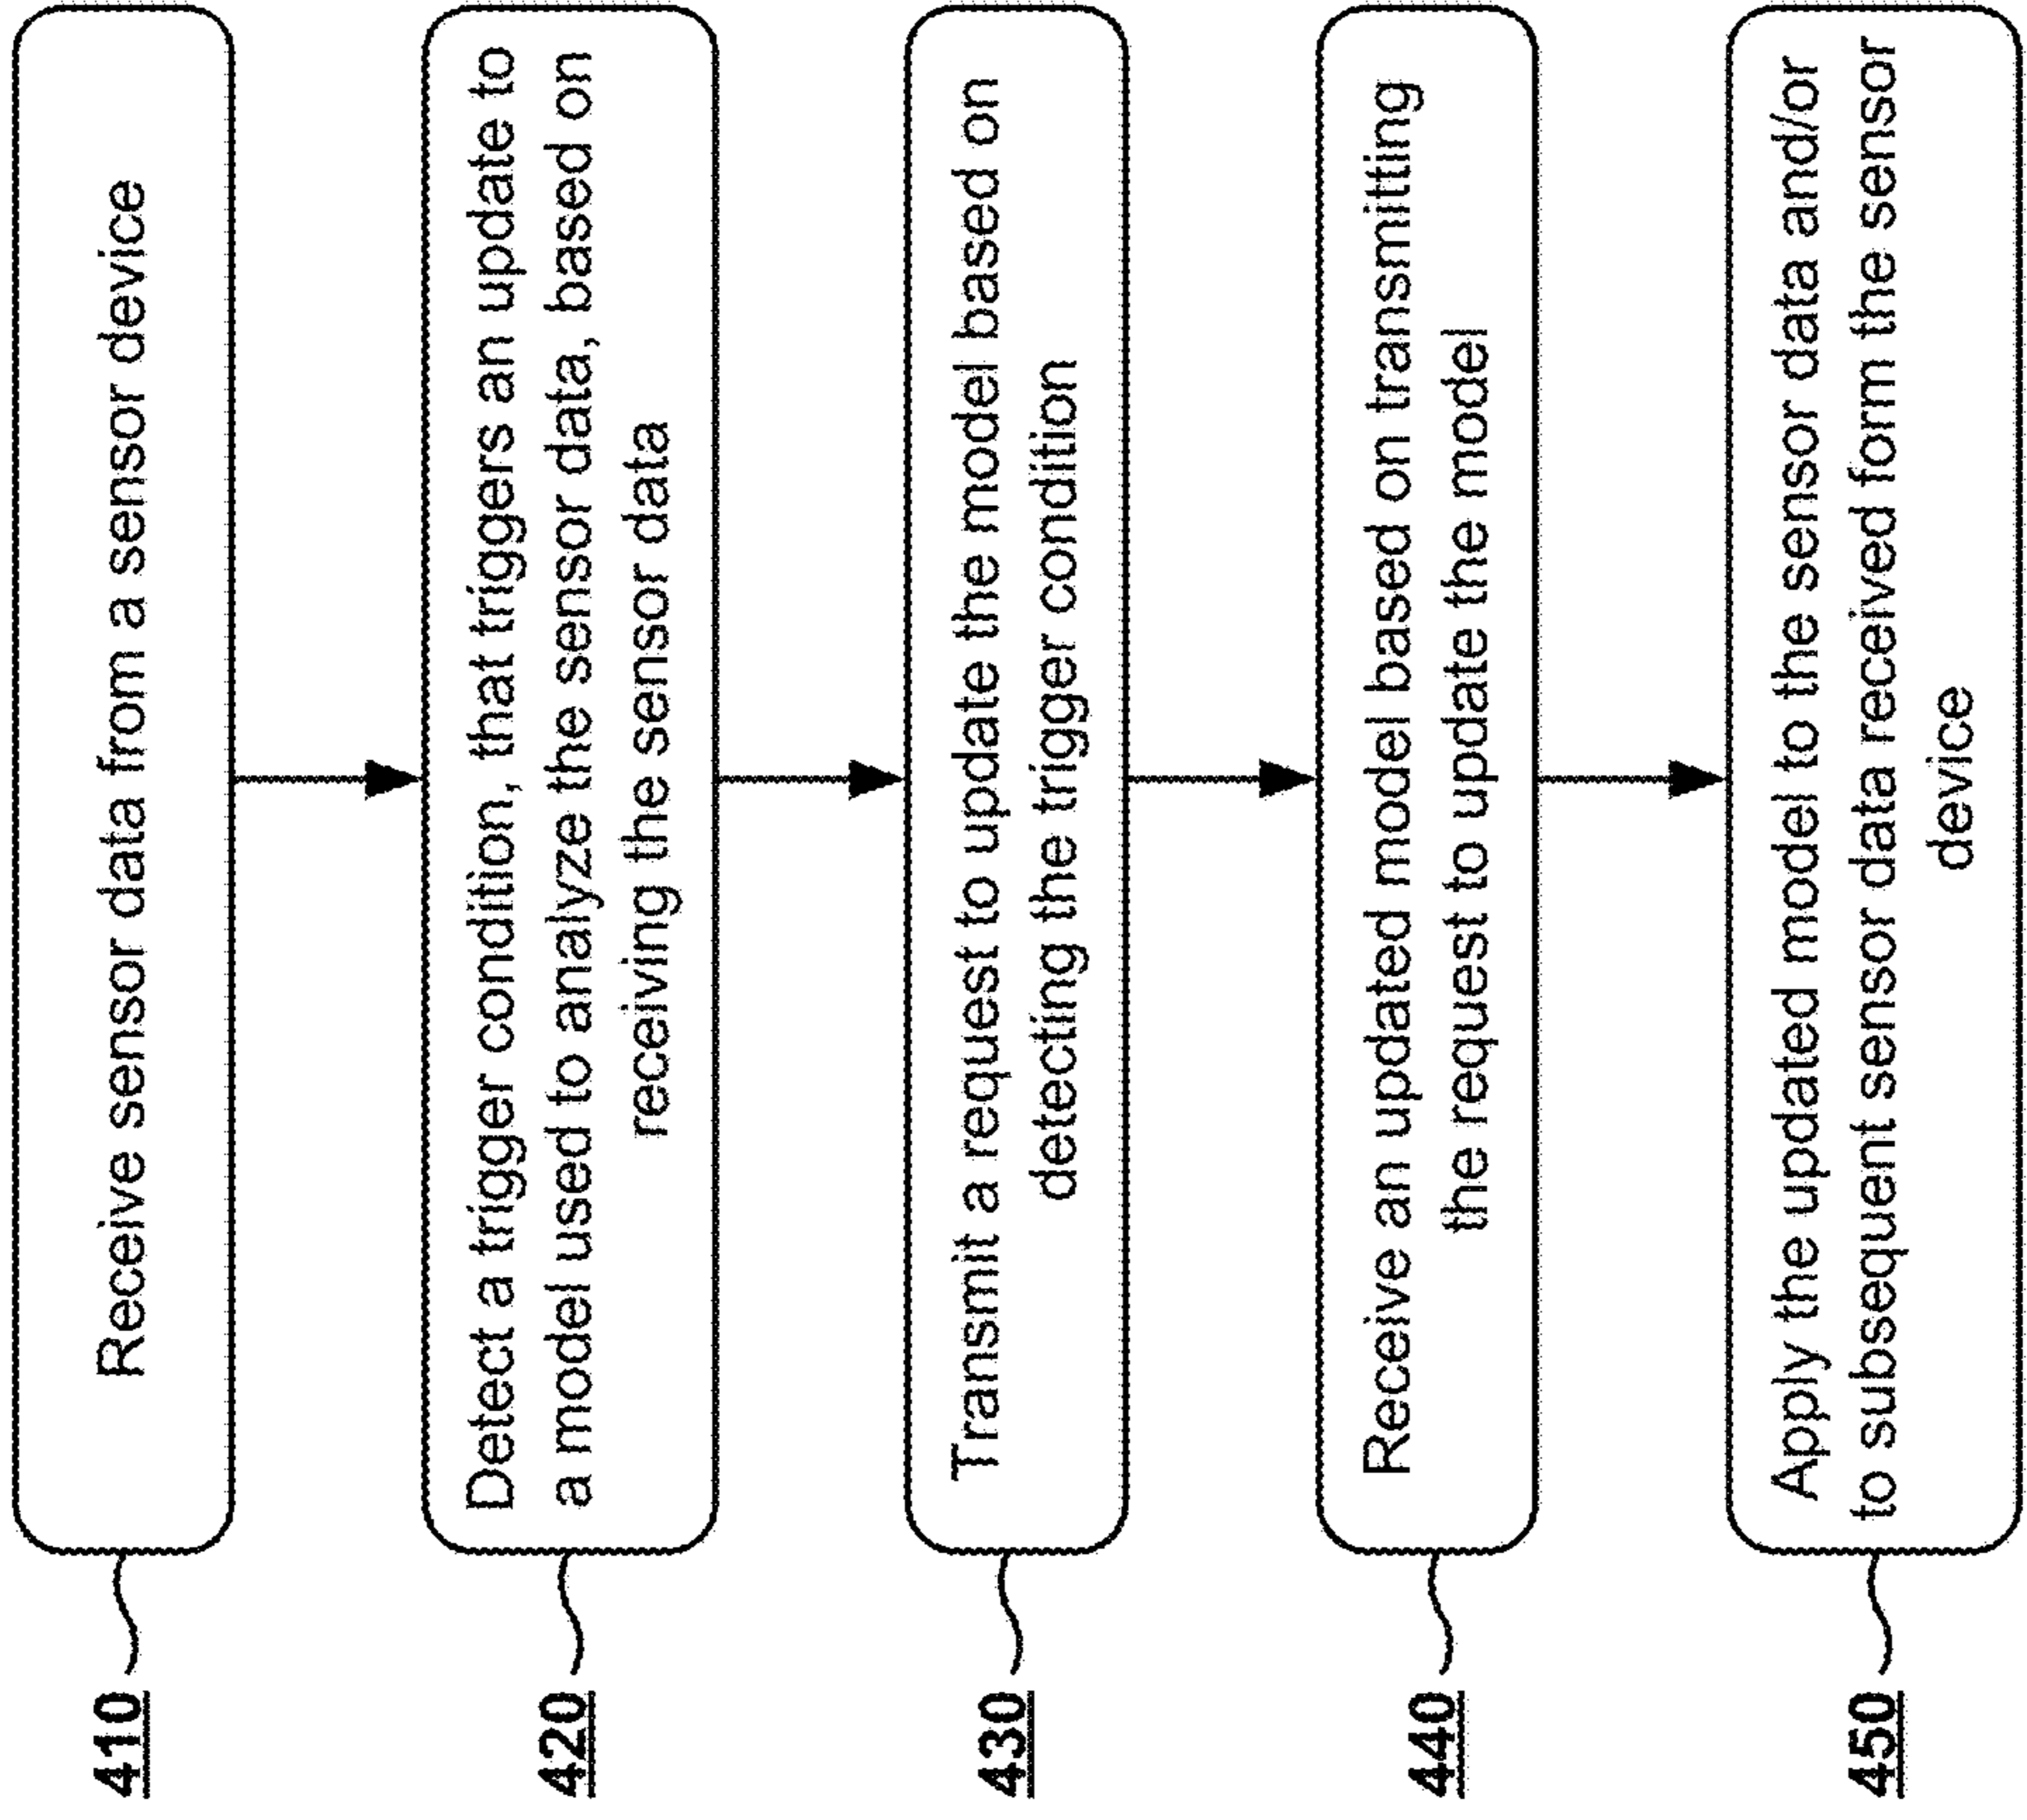 410
Receive sensor data from a sensor device
420
Detect a trigger condition, that triggers an update to
a model used to analyze the sensor data, based on
receiving the sensor data
430
Transmit a request to update the model based on
detecting the trigger condition
440
Receive an updated model based on transmitting
the request to update the model
450
Apply the updated model to the sensor data and/or
to subsequent sensor data received form the sensor
device